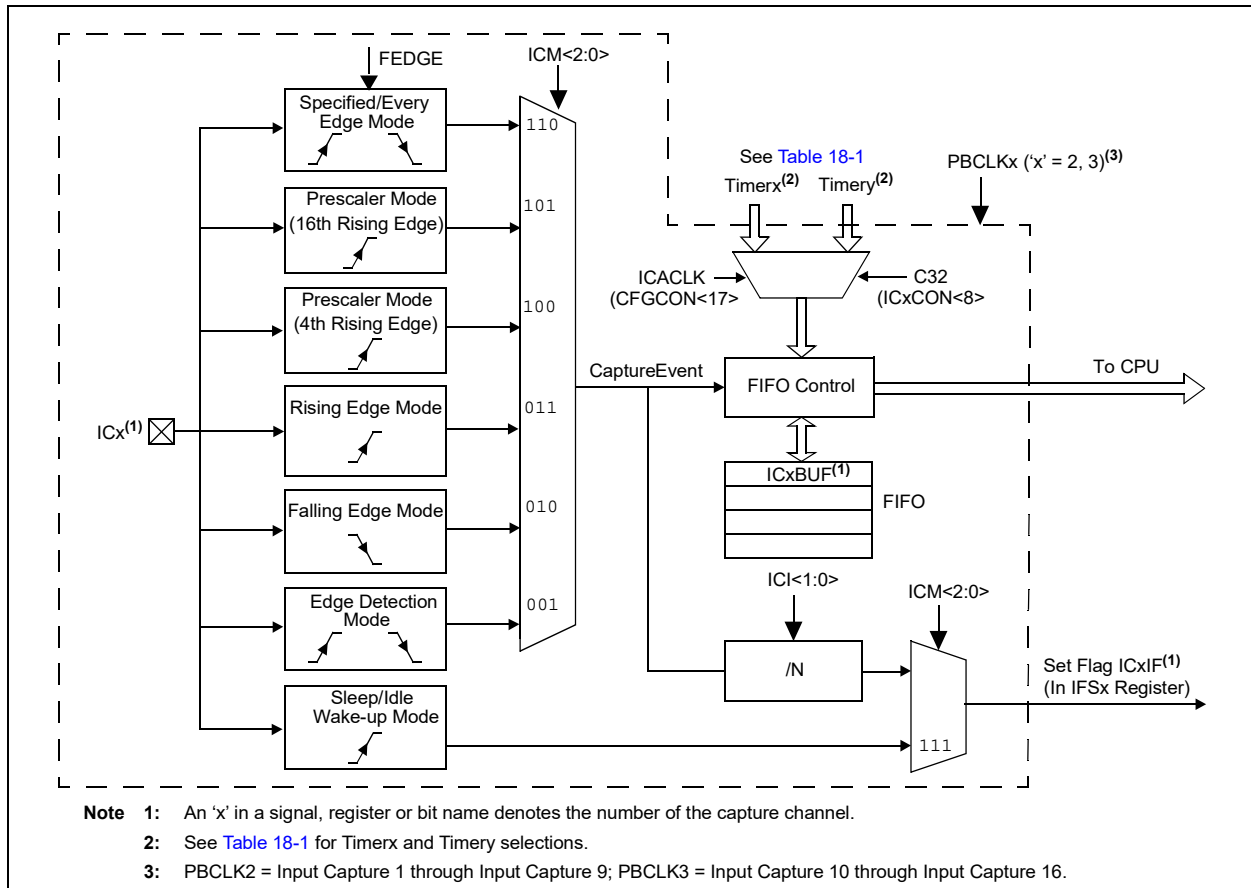 FEDGE
ICM<2:0>
Specified/Every
Edge Mode
110
Prescaler Mode
(16th Rising Edge)
101
Prescaler Mode
(4th Rising Edge)
100
Rising Edge Mode
011
ICx(1)
Falling Edge Mode
010
Edge Detection
Mode
001
Sleep/Idle
Wake-up Mode
See Table 18-1
Timerx(2) Timery(2)
PBCLKx (‘x’ = 2, 3)(3)
ICACLK
(CFGCON<17>
C32
(ICxCON<8>
CaptureEvent
FIFO Control
To CPU
ICxBUF(1)
FIFO
ICI<1:0>
ICM<2:0>
/N
111
Set Flag ICxIF(1)
(In IFSx Register)
Note 1: An ‘x’ in a signal, register or bit name denotes the number of the capture channel.
2: See Table 18-1 for Timerx and Timery selections.
3: PBCLK2 = Input Capture 1 through Input Capture 9; PBCLK3 = Input Capture 10 through Input Capture 16.